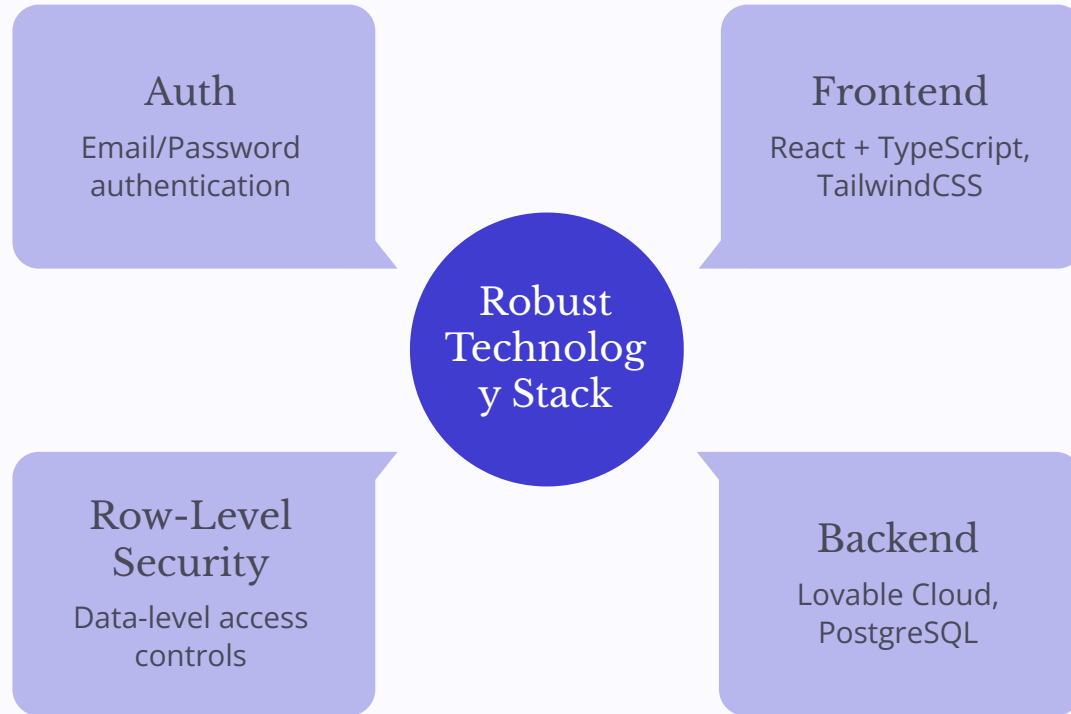 Auth
Email/Password
authentication
Frontend
React + TypeScript,
TailwindCSS
Robust
Technolog
y Stack
Row-Level
Security
Data-level access
controls
Backend
Lovable Cloud,
PostgreSQL